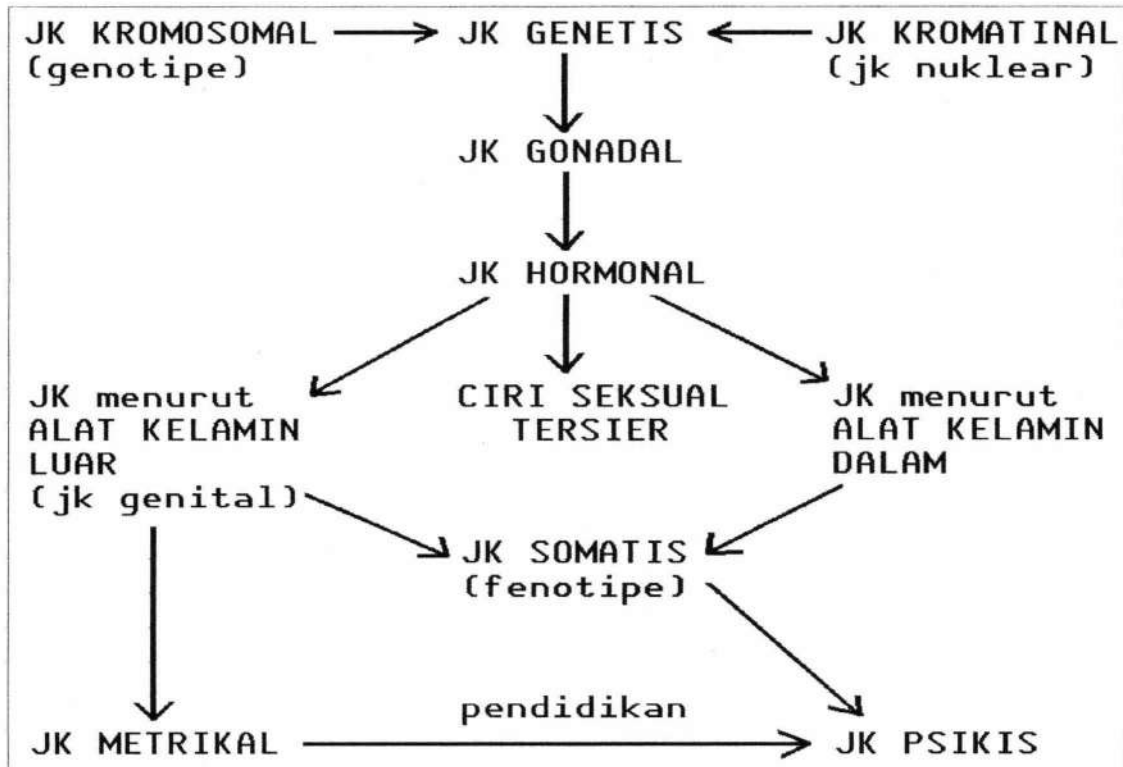 JK KROMOSOMAL
(genotipe)
JK GENETIS
JK KROMATINAL
(jk nuklear)
JK GONADAL
JK HORMONAL
JK menurut
ALAT KELAMIN
LUAR
(jk genital)
CIRI SEKSUAL
TERSIER
JK menurut
ALAT KELAMIN
DALAM
JK SOMATIS
(fenotipe)
pendidikan
JK METRIKAL
JK PSIKIS